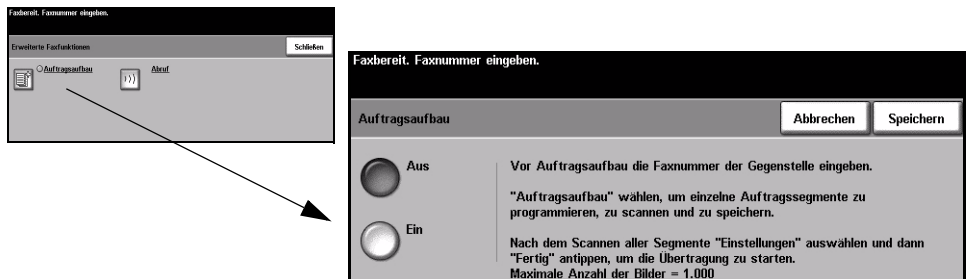 Faxbereit. Faxnummer eingeben.
Erweiterte Faxfunktionen
Schließen
Auftragsaufbau
Abruf
Faxbereit. Faxnummer eingeben.
Auftragsaufbau
Abbrechen
Speichern
Aus
Vor Auftragsaufbau die Faxnummer der Gegenstelle eingeben.
"Auftragsaufbau" wählen, um einzelne Auftragssegmente zu
programmieren, zu scannen und zu speichern.
Ein
Nach dem Scannen aller Segmente "Einstellungen" auswählen und dann
"Fertig" antippen, um die Übertragung zu starten.
Maximale Anzahl der Bilder = 1.000